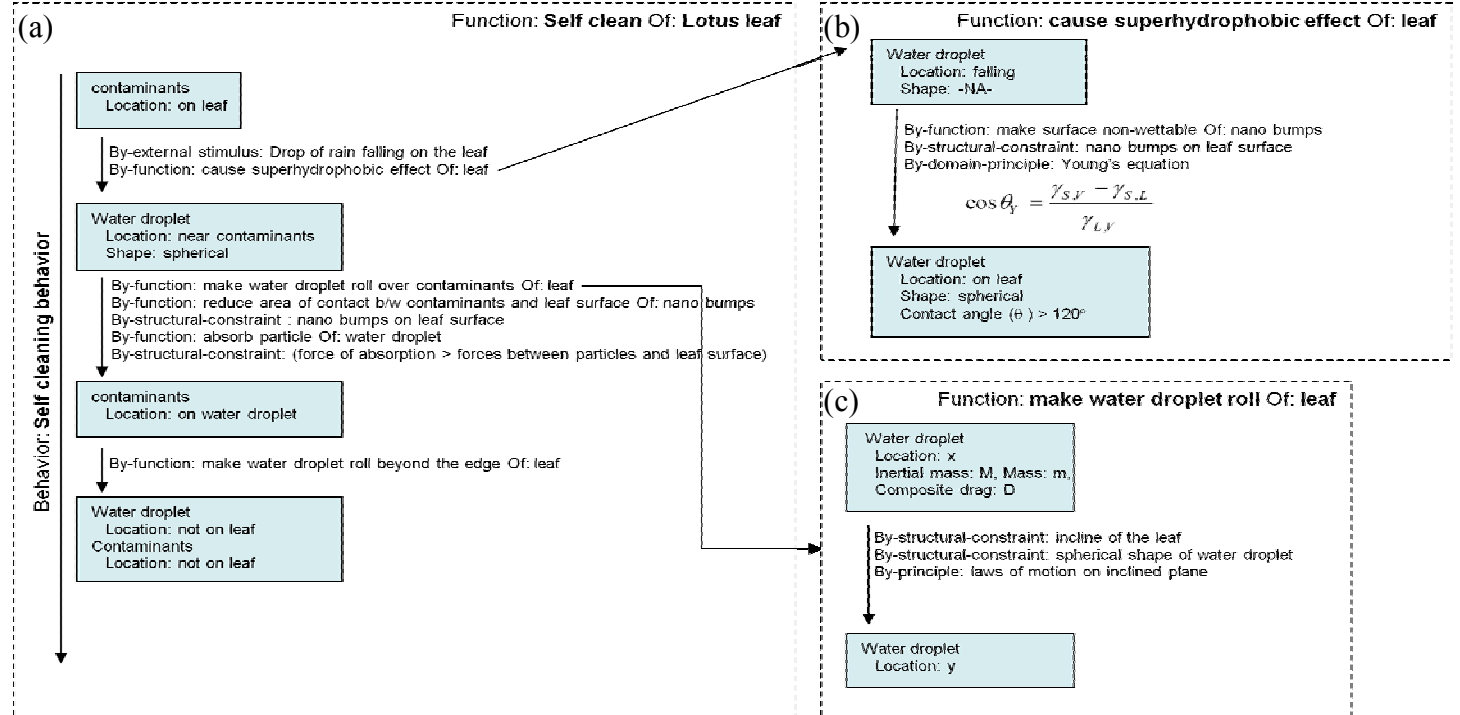 (a)
Function: Self clean Of: Lotus leaf
Behavior: Self cleaning behavior
contaminants
Location: on leaf
By-external stimulus: Drop of rain falling on the leaf
By-function: cause superhydrophobic effect Of: leaf
Water droplet
Location: near contaminants
Shape: spherical
By-function: make water droplet roll over contaminants Of: leaf
By-function: reduce area of contact b/w contaminants and leaf surface Of: nano bumps
By-structural-constraint : nano bumps on leaf surface
By-function: absorb particle Of: water droplet
By-structural-constraint: (force of absorption > forces between particles and leaf surface)
contaminants
Location: on water droplet
By-function: make water droplet roll beyond the edge Of: leaf
Water droplet
Location: not on leaf
Contaminants
Location: not on leaf
(b)
Function: cause superhydrophobic effect Of: leaf
Water droplet
Location: falling
Shape: -NA-
By-function: make surface non-wettable Of: nano bumps
By-structural-constraint: nano bumps on leaf surface
By-domain-principle: Young's equation
cos θ_Y = (γ_S,V − γ_S,L) / γ_L,V
Water droplet
Location: on leaf
Shape: spherical
Contact angle (θ ) > 120°
(c)
Function: make water droplet roll Of: leaf
Water droplet
Location: x
Inertial mass: M, Mass: m,
Composite drag: D
By-structural-constraint: incline of the leaf
By-structural-constraint: spherical shape of water droplet
By-principle: laws of motion on inclined plane
Water droplet
Location: y